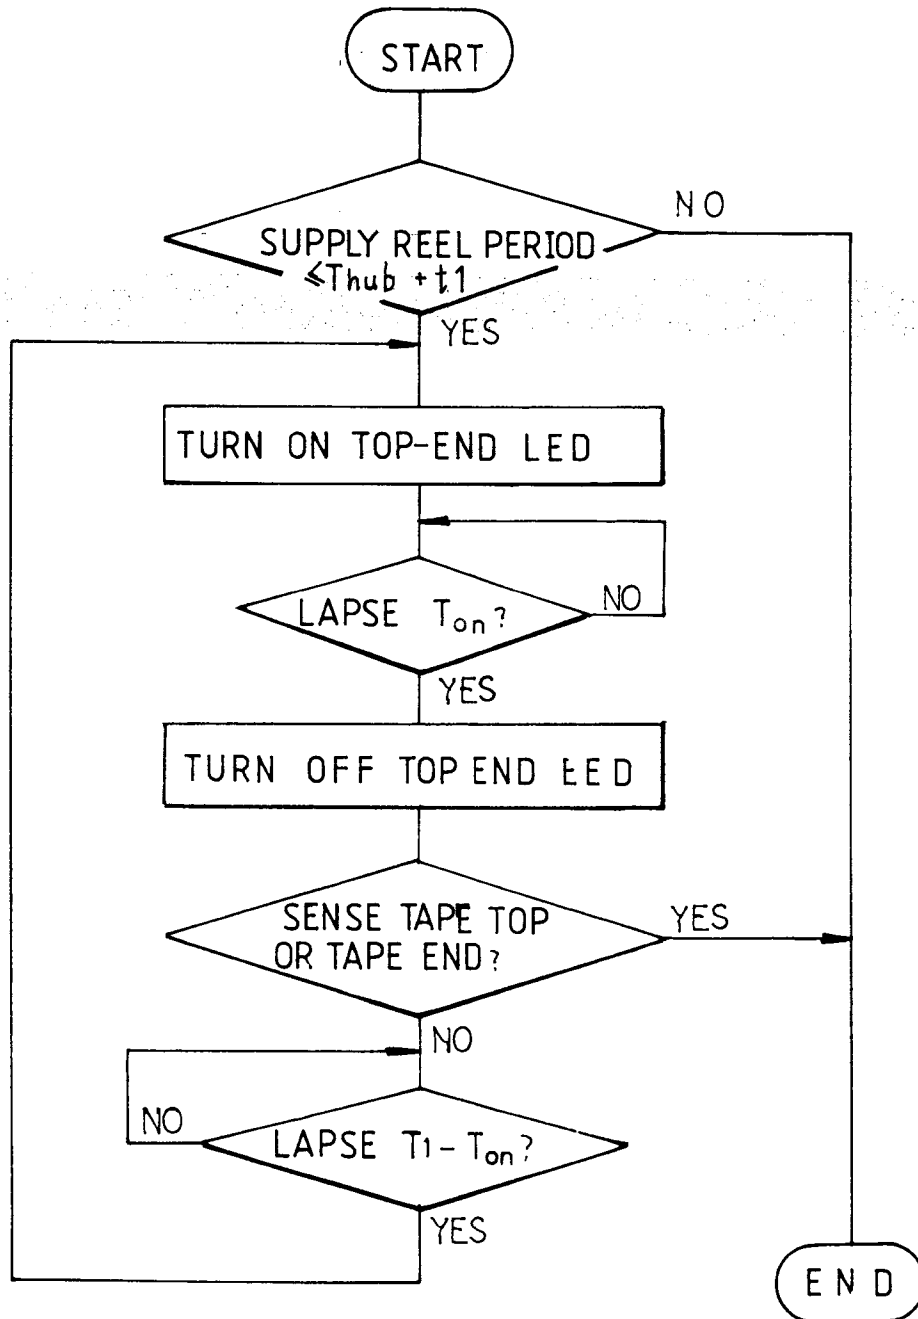 START
NO
SUPPLY REEL PERIOD
≤Thub + t1
YES
TURN ON TOP-END LED
LAPSE Ton?
NO
YES
TURN OFF TOP END LED
SENSE TAPE TOP
OR TAPE END?
YES
NO
NO
LAPSE T1-Ton?
YES
END